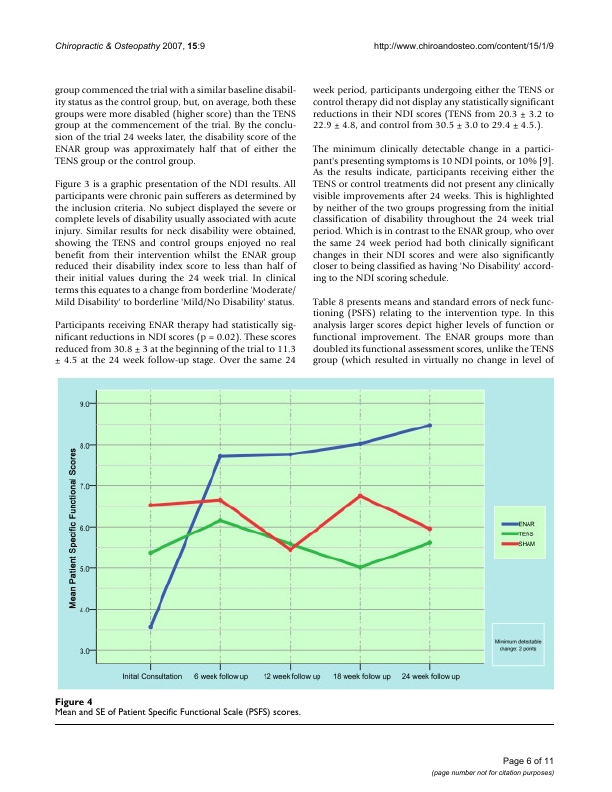 Chiropractic & Osteopathy 2007, 15:9
http://www.chiroandosteo.com/content/15/1/9
group commenced the trial with a similar baseline disabil-
ity status as the control group, but, on average, both these
groups were more disabled (higher score) than the TENS
group at the commencement of the trial. By the conclu-
sion of the trial 24 weeks later, the disability score of the
ENAR group was approximately half that of either the
TENS group or the control group.
Figure 3 is a graphic presentation of the NDI results. All
participants were chronic pain sufferers as determined by
the inclusion criteria. No subject displayed the severe or
complete levels of disability usually associated with acute
injury. Similar results for neck disability were obtained,
showing the TENS and control groups enjoyed no real
benefit from their intervention whilst the ENAR group
reduced their disability index score to less than half of
their initial values during the 24 week trial. In clinical
terms this equates to a change from borderline 'Moderate/
Mild Disability' to borderline 'Mild/No Disability' status.
Participants receiving ENAR therapy had statistically sig-
nificant reductions in NDI scores (p = 0.02). These scores
reduced from 30.8 ± 3 at the beginning of the trial to 11.3
± 4.5 at the 24 week follow-up stage. Over the same 24
week period, participants undergoing either the TENS or
control therapy did not display any statistically significant
reductions in their NDI scores (TENS from 20.3 ± 3.2 to
22.9 ± 4.8, and control from 30.5 ± 3.0 to 29.4 ± 4.5.).
The minimum clinically detectable change in a partici-
pant's presenting symptoms is 10 NDI points, or 10% [9].
As the results indicate, participants receiving either the
TENS or control treatments did not present any clinically
visible improvements after 24 weeks. This is highlighted
by neither of the two groups progressing from the initial
classification of disability throughout the 24 week trial
period. Which is in contrast to the ENAR group, who over
the same 24 week period had both clinically significant
changes in their NDI scores and were also significantly
closer to being classified as having 'No Disability' accord-
ing to the NDI scoring schedule.
Table 8 presents means and standard errors of neck func-
tioning (PSFS) relating to the intervention type. In this
analysis larger scores depict higher levels of function or
functional improvement. The ENAR groups more than
doubled its functional assessment scores, unlike the TENS
group (which resulted in virtually no change in level of
Mean Patient Specific Functional Scores
9.0
8.0
7.0
6.0
5.0
4.0
3.0
Inital Consultation
6 week follow up
12 week follow up
18 week follow up
24 week follow up
ENAR
TENS
SHAM
Minimum detectable
change: 2 points
Figure 4
Mean and SE of Patient Specific Functional Scale (PSFS) scores.
Page 6 of 11
(page number not for citation purposes)